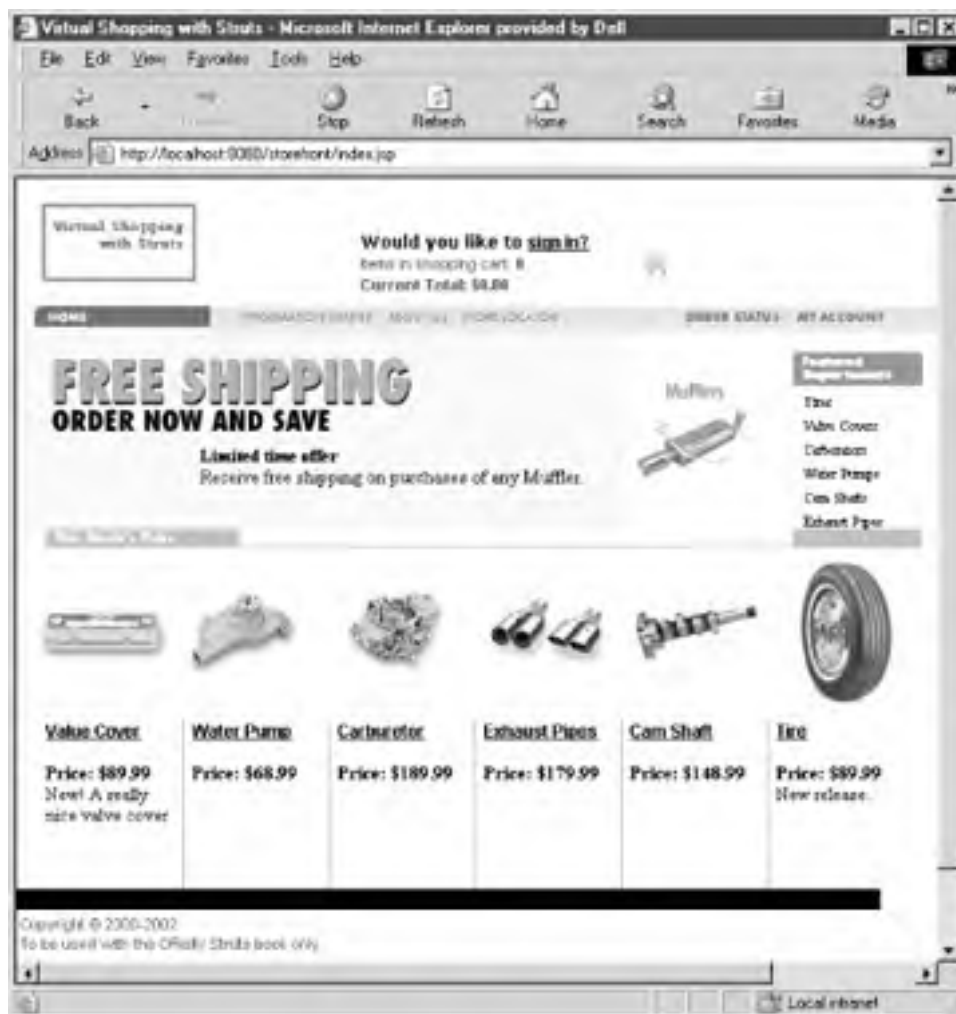 Virtual Shopping with Struts - Microsoft Internet Explorer provided by Dell
File Edit View Favorites Tools Help
Back
Stop Refresh Home Search Favorites Media
Address http://localhost:8080/storefront/index.jsp
Virtual Shopping
with Struts
Would you like to sign in?
Items in shopping cart: 0
Current Total: $0.00
HOME
ORDER STATUS MY ACCOUNT
FREE SHIPPING
ORDER NOW AND SAVE
Limited time offer
Receive free shipping on purchases of any Muffler.
Mufflers
Featured
Departments
Tires
Valve Covers
Carburetors
Water Pumps
Cam Shafts
Exhaust Pipes
Value Cover
Price: $89.99
New! A really
nice valve cover
Water Pump
Price: $68.99
Carburetor
Price: $189.99
Exhaust Pipes
Price: $179.99
Cam Shaft
Price: $148.99
Tire
Price: $89.99
New release.
Copyright © 2000-2002
To be used with the O'Reilly Struts book only
Local intranet